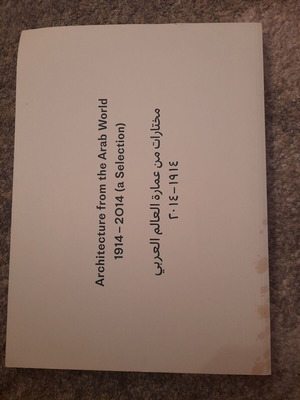 Architecture from the Arab World
1914–2014 (a Selection)
مختارات من عمارة العالم العربي
١٩١٤-٢٠١٤